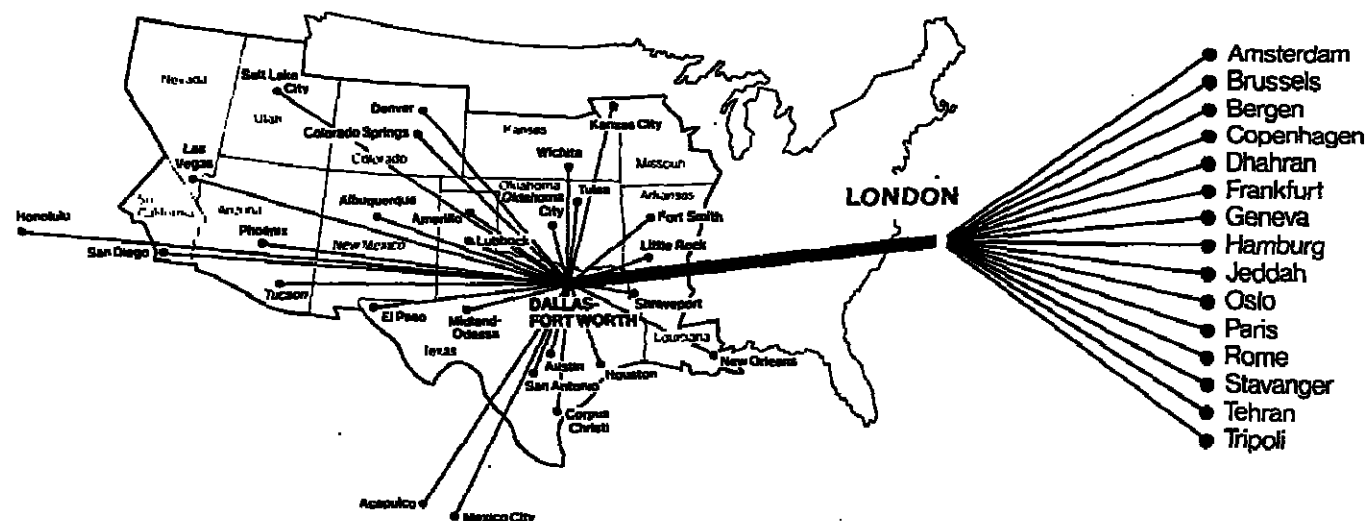 Nevada
Salt Lake
City
Utah
Denver
Colorado Springs
Colorado
Kansas
Kansas City
Wichita
Missouri
Las
Vegas
So.
California
Arizona
Albuquerque
Amarillo
Oklahoma
Oklahoma
City
Tulsa
Arkansas
Fort Smith
Honolulu
San Diego
Phoenix
New Mexico
Lubbock
Little Rock
Tucson
El Paso
Midland-
Odessa
DALLAS-
FORT WORTH
Shreveport
Texas
Louisiana
New Orleans
Austin
San Antonio
Houston
Corpus
Christi
Acapulco
Mexico City
LONDON
Amsterdam
Brussels
Bergen
Copenhagen
Dhahran
Frankfurt
Geneva
Hamburg
Jeddah
Oslo
Paris
Rome
Stavanger
Tehran
Tripoli